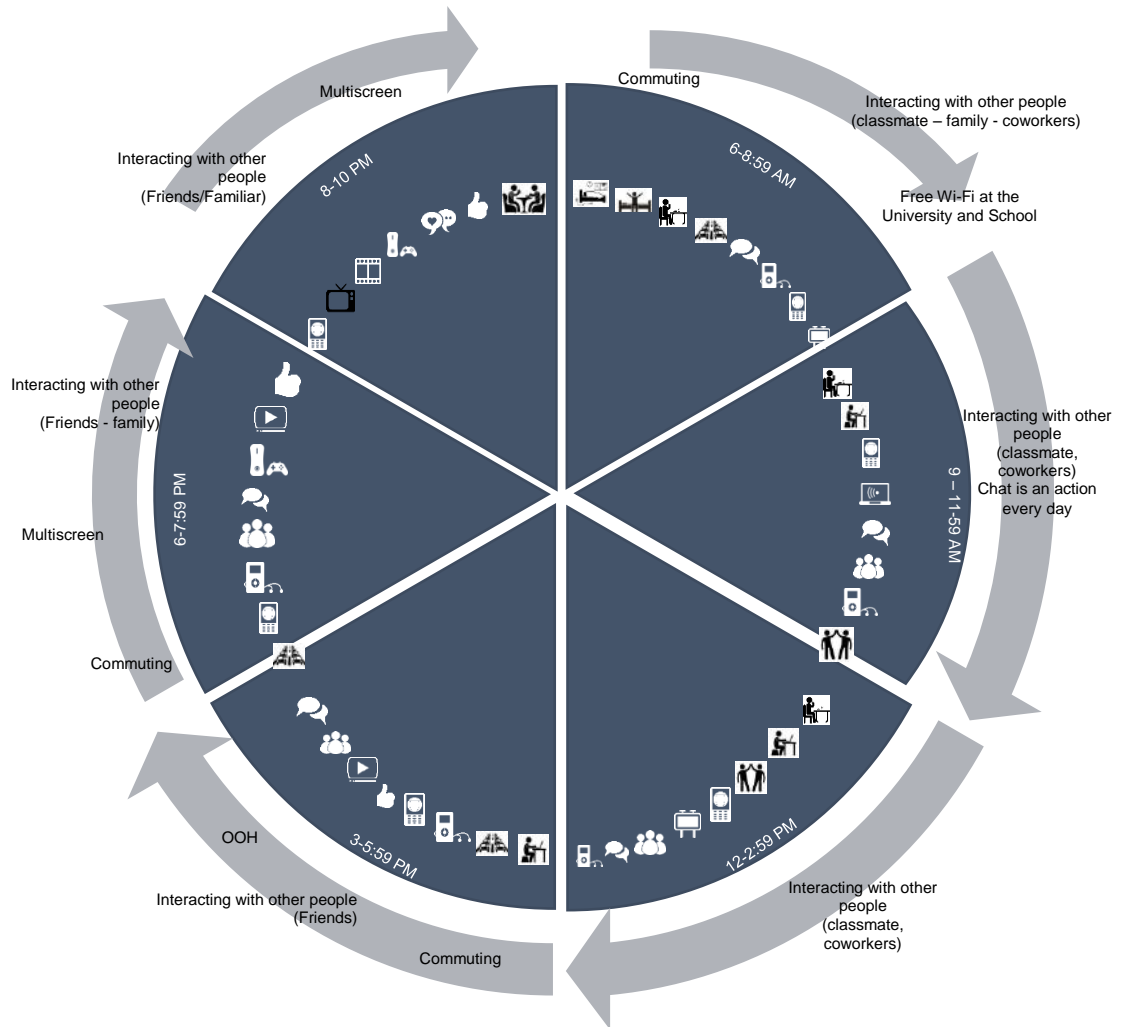 Commuting
6-8:59 AM
Interacting with other people
(classmate – family - coworkers)
Free Wi-Fi at the
University and School
9 – 11-59 AM
Interacting with other
people
(classmate,
coworkers)
Chat is an action
every day
12-2:59 PM
Interacting with other
people
(classmate,
coworkers)
3-5:59 PM
Commuting
Interacting with other people
(Friends)
OOH
6-7:59 PM
Commuting
Multiscreen
Interacting with other
people
(Friends - family)
8-10 PM
Interacting with other
people
(Friends/Familiar)
Multiscreen